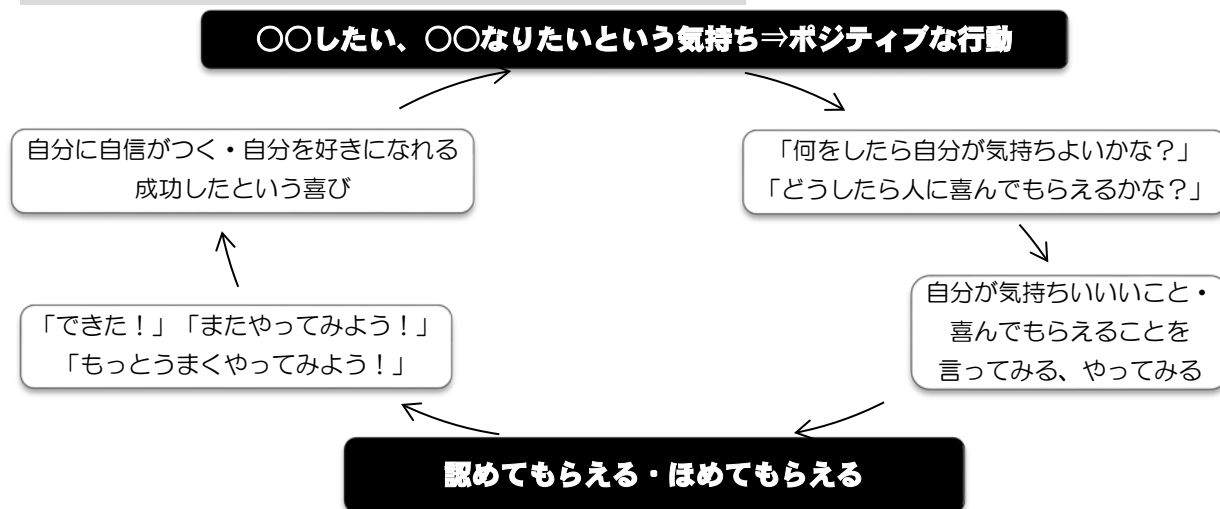 ○○したい、○○なりたいという気持ち⇒ポジティブな行動
「何をしたら自分が気持ちよいかな？」
「どうしたら人に喜んでもらえるかな？」
自分が気持ちいいいこと・
喜んでもらえることを
言ってみる、やってみる
認めてもらえる・ほめてもらえる
「できた！」「またやってみよう！」
「もっとうまくやってみよう！」
自分に自信がつく・自分を好きになれる
成功したという喜び